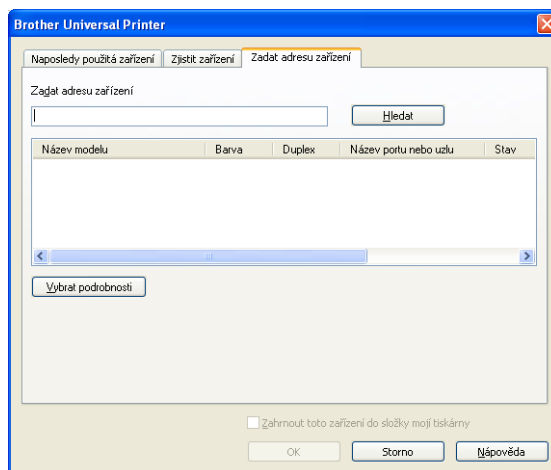 Brother Universal Printer
Naposledy použitá zařízení Zjistit zařízení Zadat adresu zařízení
Zadat adresu zařízení
Hledat
Název modelu Barva Duplex Název portu nebo uzlu Stav
Vybrat podrobnosti
Zahrnout toto zařízení do složky mojí tiskárny
OK Storno Nápověda